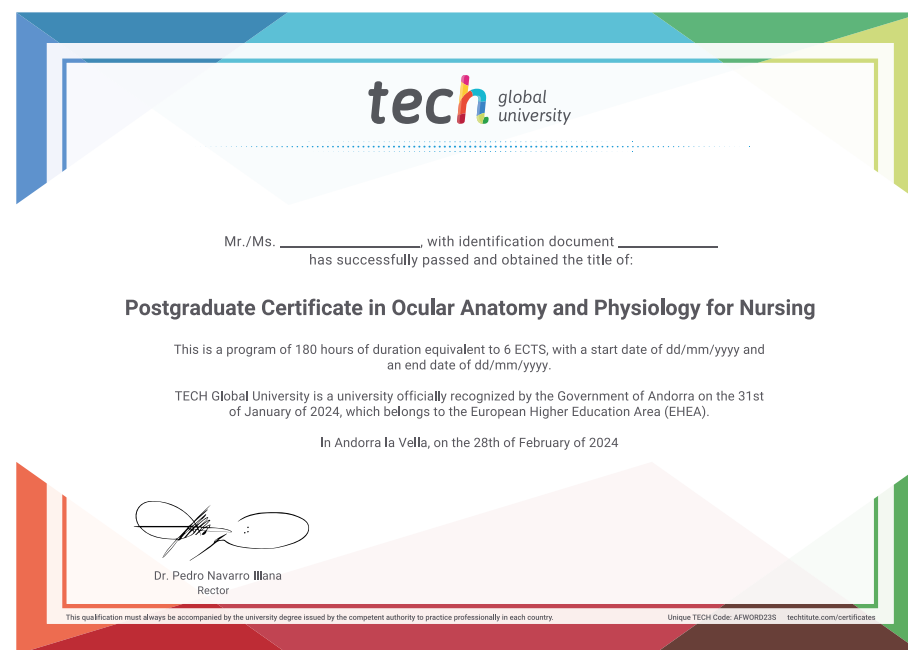 tech global
university
Mr./Ms. ____________, with identification document ____________
has successfully passed and obtained the title of:
Postgraduate Certificate in Ocular Anatomy and Physiology for Nursing
This is a program of 180 hours of duration equivalent to 6 ECTS, with a start date of dd/mm/yyyy and
an end date of dd/mm/yyyy.
TECH Global University is a university officially recognized by the Government of Andorra on the 31st
of January of 2024, which belongs to the European Higher Education Area (EHEA).
In Andorra la Vella, on the 28th of February of 2024
Dr. Pedro Navarro Illana
Rector
This qualification must always be accompanied by the university degree issued by the competent authority to practice professionally in each country.
Unique TECH Code: AFWORD23S techtitute.com/certificates